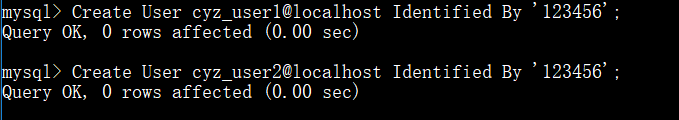 mysql> Create User cyz_user1@localhost Identified By '123456';
Query OK, 0 rows affected (0.00 sec)
mysql> Create User cyz_user2@localhost Identified By '123456';
Query OK, 0 rows affected (0.00 sec)